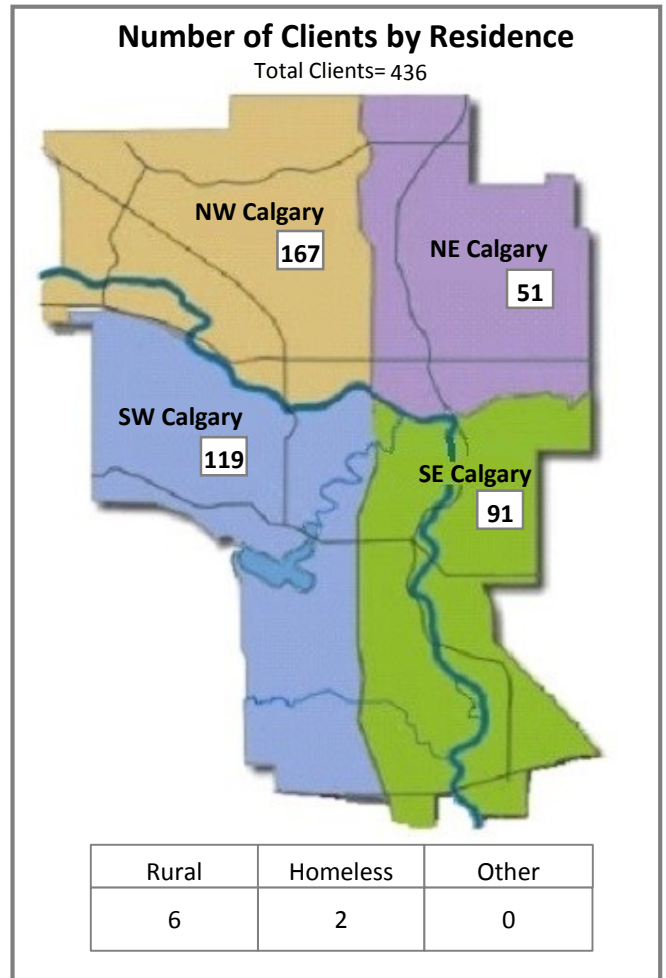 Number of Clients by Residence
Total Clients= 436
NW Calgary
167
NE Calgary
51
SW Calgary
119
SE Calgary
91
Rural Homeless Other
6 2 0